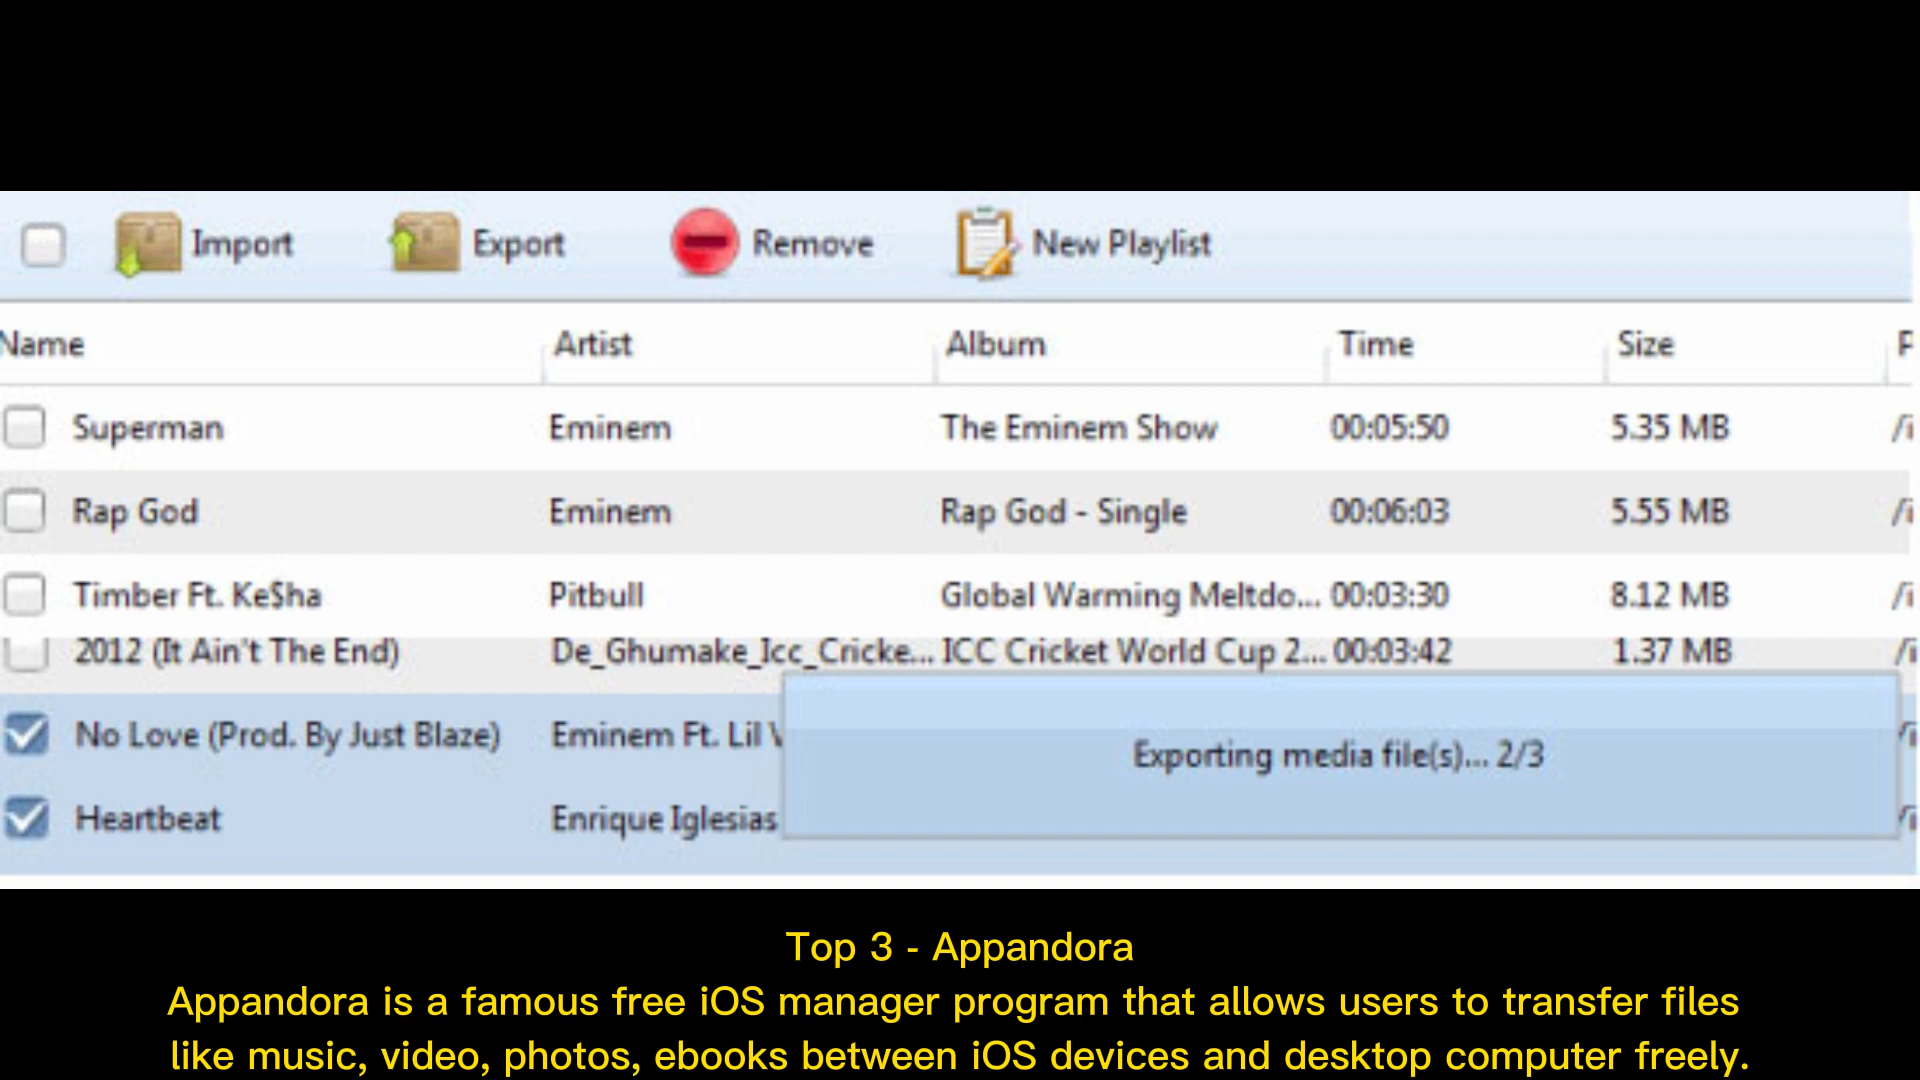 Import Export Remove New Playlist
Name Artist Album Time Size
Superman Eminem The Eminem Show 00:05:50 5.35 MB
Rap God Eminem Rap God - Single 00:06:03 5.55 MB
Timber Ft. Ke$ha Pitbull Global Warming Meltdo... 00:03:30 8.12 MB
2012 (It Ain't The End) De_Ghumake_Icc_Cricke... ICC Cricket World Cup 2... 00:03:42 1.37 MB
No Love (Prod. By Just Blaze) Eminem Ft. Lil
Exporting media file(s)... 2/3
Heartbeat Enrique Iglesias
Top 3 - Appandora
Appandora is a famous free iOS manager program that allows users to transfer files
like music, video, photos, ebooks between iOS devices and desktop computer freely.